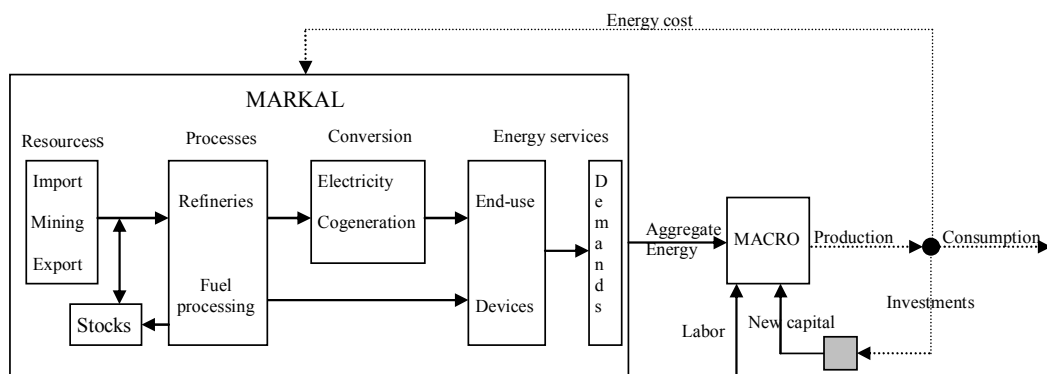 Energy cost
MARKAL
Resourcess
Processes
Conversion
Energy services
Import
Mining
Export
Stocks
Refineries
Fuel
processing
Electricity
Cogeneration
End-use
Devices
Demands
Aggregate
Energy
MACRO
Production
Consumption
Investments
New capital
Labor